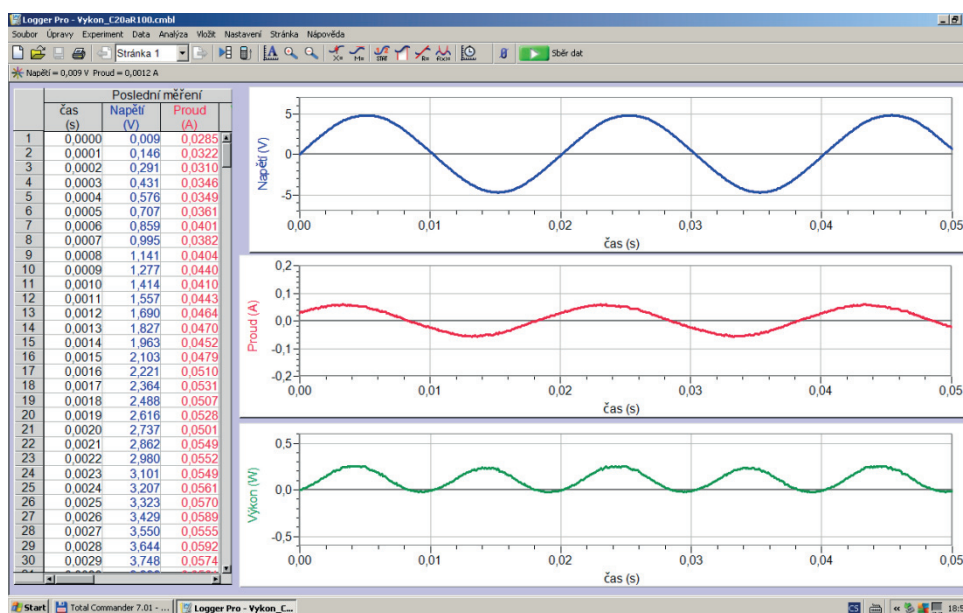 Logger Pro - Vykon_C20aR100.cmbl
Soubor Úpravy Experiment Data Analýza Vložit Nastavení Stránka Nápověda
Stránka 1
Sběr dat
Napětí = 0,009 V Proud = 0,0012 A
Poslední měření
čas Napětí Proud
(s) (V) (A)
1 0,0000 0,009 0,0285
2 0,0001 0,146 0,0322
3 0,0002 0,291 0,0310
4 0,0003 0,431 0,0346
5 0,0004 0,576 0,0349
6 0,0005 0,707 0,0361
7 0,0006 0,859 0,0401
8 0,0007 0,995 0,0382
9 0,0008 1,141 0,0404
10 0,0009 1,277 0,0440
11 0,0010 1,414 0,0410
12 0,0011 1,557 0,0443
13 0,0012 1,690 0,0464
14 0,0013 1,827 0,0470
15 0,0014 1,963 0,0452
16 0,0015 2,103 0,0479
17 0,0016 2,221 0,0510
18 0,0017 2,364 0,0531
19 0,0018 2,488 0,0507
20 0,0019 2,616 0,0528
21 0,0020 2,737 0,0501
22 0,0021 2,862 0,0549
23 0,0022 2,980 0,0552
24 0,0023 3,101 0,0549
25 0,0024 3,207 0,0561
26 0,0025 3,323 0,0570
27 0,0026 3,429 0,0589
28 0,0027 3,550 0,0555
29 0,0028 3,644 0,0592
30 0,0029 3,748 0,0574
Napětí (V)
5
0
-5
0,00 0,01 0,02 0,03 0,04 0,05
čas (s)
Proud (A)
0,2
0,1
0,0
-0,1
-0,2
0,00 0,01 0,02 0,03 0,04 0,05
čas (s)
Výkon (W)
0,5
0,0
-0,5
0,00 0,01 0,02 0,03 0,04 0,05
čas (s)
Start Total Commander 7.01 - ... Logger Pro - Vykon_C... CS